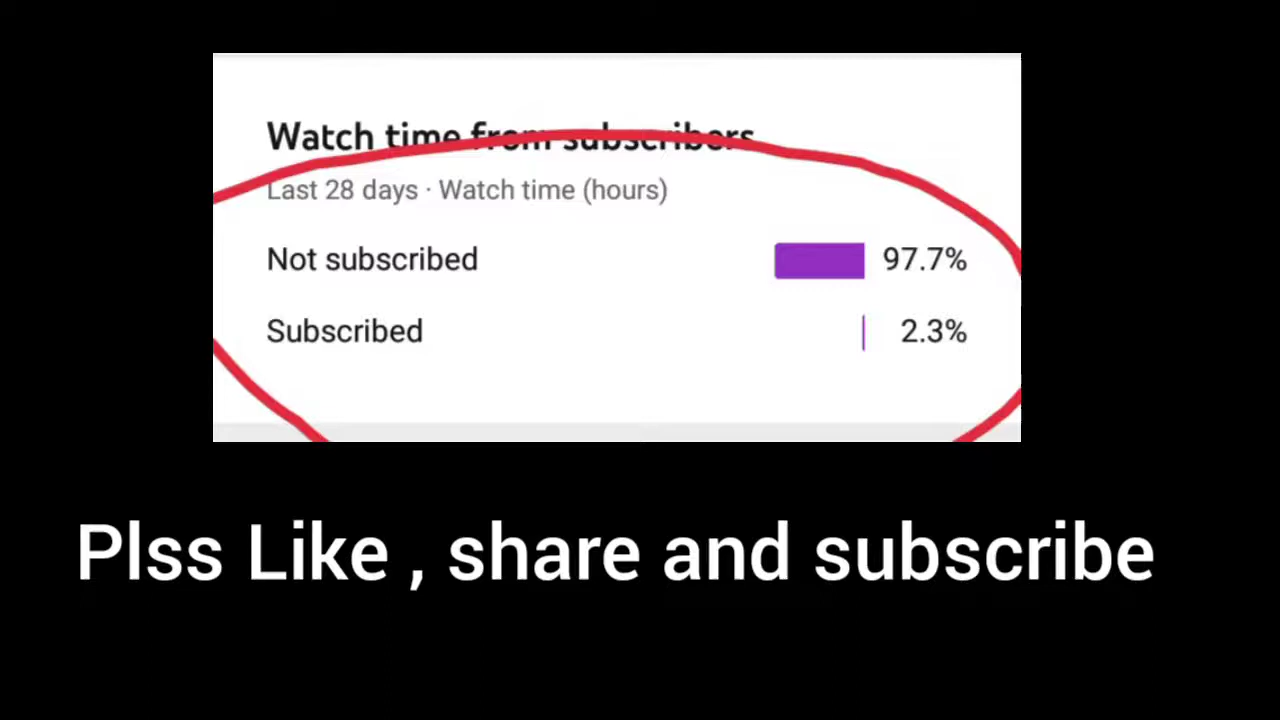 Watch time from subscribers
Last 28 days · Watch time (hours)
Not subscribed 97.7%
Subscribed 2.3%
Plss Like , share and subscribe